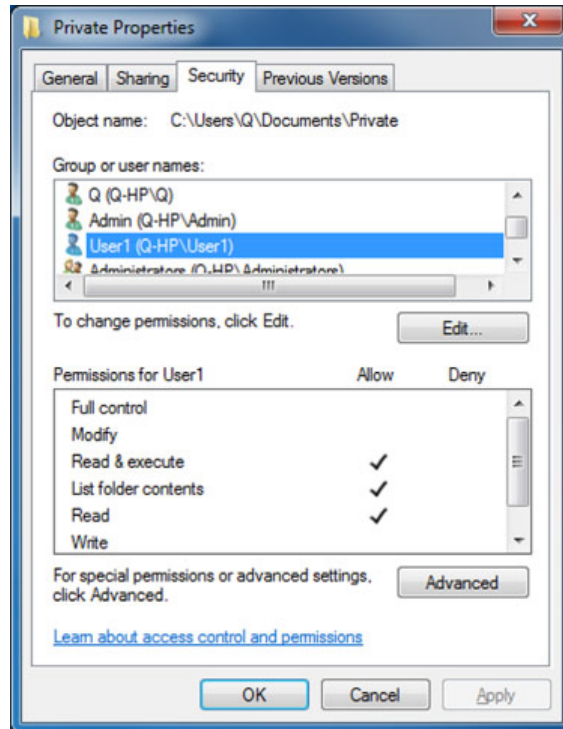 Private Properties
General Sharing Security Previous Versions
Object name: C:\Users\Q\Documents\Private
Group or user names:
Q (Q-HP\Q)
Admin (Q-HP\Admin)
User1 (Q-HP\User1)
Administrators (Q-HP\Administrators)
To change permissions, click Edit.
Edit...
Permissions for User1 Allow Deny
Full control
Modify
Read & execute
List folder contents
Read
Write
For special permissions or advanced settings,
click Advanced.
Advanced
Learn about access control and permissions
OK Cancel Apply